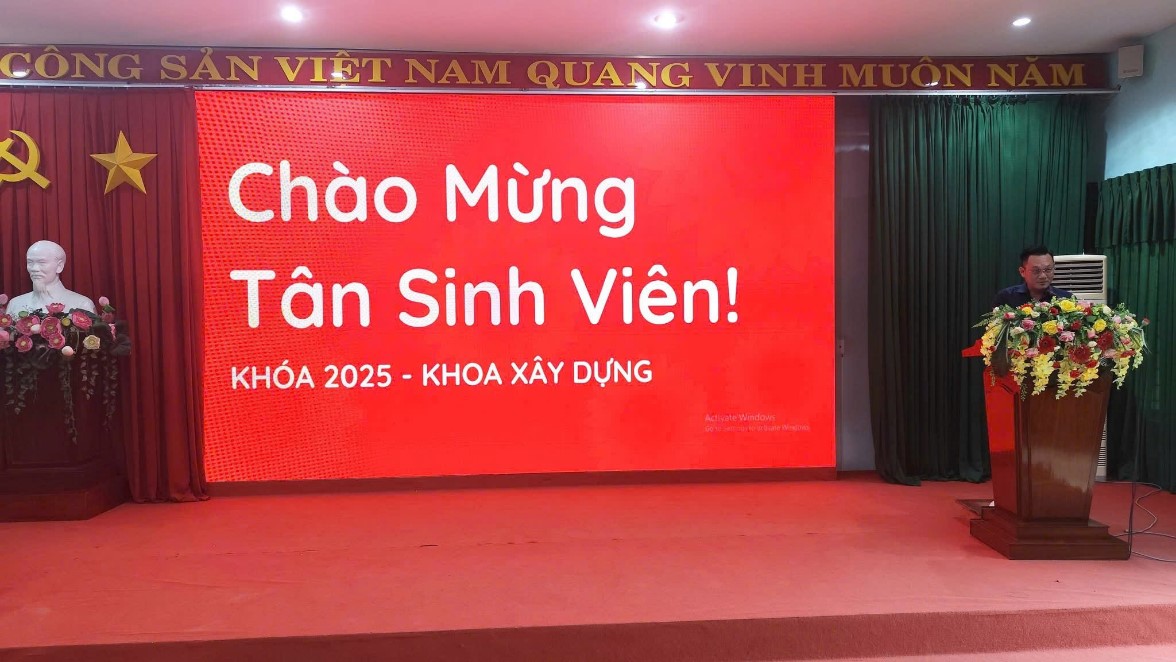 CÔNG SẢN VIỆT NAM QUANG VINH MUÔN NĂM
Chào Mừng
Tân Sinh Viên!
KHÓA 2025 - KHOA XÂY DỰNG
Activate Windows